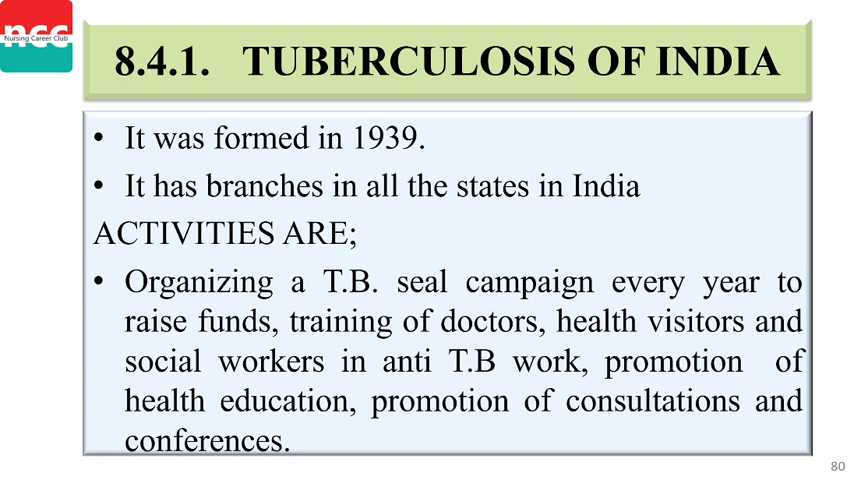 ncc
Nursing Career Club
8.4.1. TUBERCULOSIS OF INDIA
• It was formed in 1939.
• It has branches in all the states in India
ACTIVITIES ARE;
• Organizing a T.B. seal campaign every year to
raise funds, training of doctors, health visitors and
social workers in anti T.B work, promotion of
health education, promotion of consultations and
conferences.
80